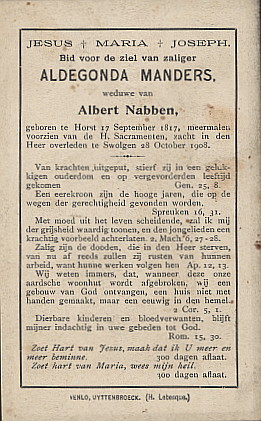 JESUS † MARIA † JOSEPH.
Bid voor de ziel van zaliger
ALDEGONDA MANDERS,
weduwe van
Albert Nabben,
geboren te Horst 17 September 1817, meermalen
voorzien van de H. Sacramenten, zacht in den
Heer overleden te Swolgen 28 October 1908.
Van krachten uitgeput, stierf zij in een geluk-
kigen ouderdom en op vergevorderden leeftijd
gekomen Gen. 25, 8.
Een eerekroon zijn de hooge jaren, die op de
wegen der gerechtigheid gevonden worden.
Spreuken 16, 31.
Met moed uit het leven scheidende, zal ik mij
der grijsheid waardig toonen, en den jongelieden een
krachtig voorbeeld achterlaten. 2 Mach. 6, 27-28.
Zalig zijn de dooden, die in den Heer sterven,
van nu af reeds zullen zij rusten van hunnen
arbeid, want hunne werken volgen hen Ap. 12, 13.
Wij weten immers, dat wanneer deze onze
aardsche woonhut wordt afgebroken, wij een
gebouw van God ontvangen, een huis niet met
handen gemaakt, maar een eeuwig in den hemel.
2 Cor. 5, 1.
Dierbare kinderen en bloedverwanten, blijft
mijner indachtig in uwe gebeden tot God.
Rom. 15, 30.
Zoet Hart van Jesus, maak dat ik U meer en
meer beminne. 300 dagen aflaat.
Zoet hart van Maria, wees mijn heil.
300 dagen aflaat.
VENLO, UYTTENBROECK. (H. Lebesque).